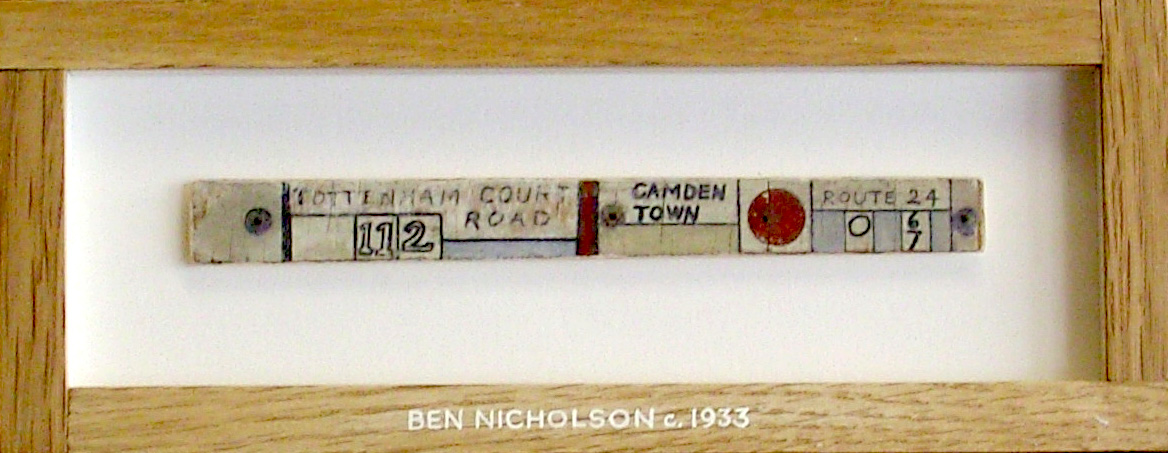 TOTTENHAM COURT
ROAD
112
CAMDEN
TOWN
ROUTE 24
0
6
7
BEN NICHOLSON c. 1933